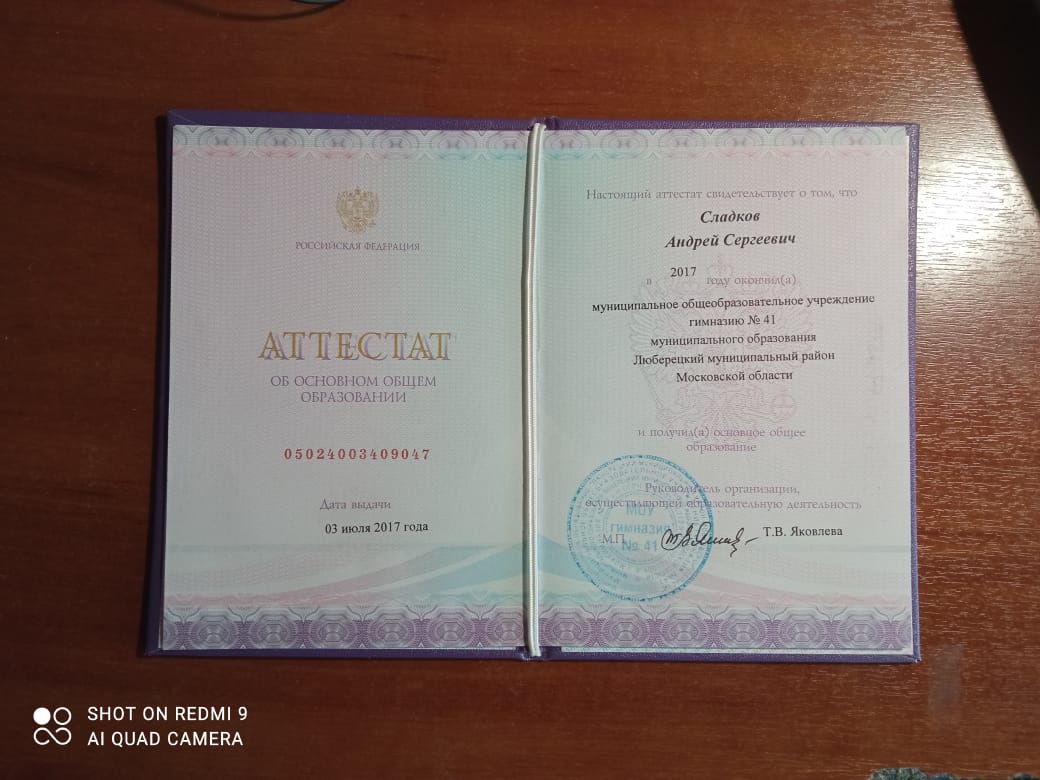 РОССИЙСКАЯ ФЕДЕРАЦИЯ
АТТЕСТАТ
ОБ ОСНОВНОМ ОБЩЕМ
ОБРАЗОВАНИИ
05024003409047
Дата выдачи
03 июля 2017 года
Настоящий аттестат свидетельствует о том, что
Сладков
Андрей Сергеевич
в 2017 году окончил(а)
муниципальное общеобразовательное учреждение
гимназию № 41
муниципального образования
Люберецкий муниципальный район
Московской области
и получил(а) основное общее
образование
Руководитель организации,
осуществляющей образовательную деятельность
МОУ
гимназия
№ 41
М.П.
Т.В. Яковлева
SHOT ON REDMI 9
AI QUAD CAMERA